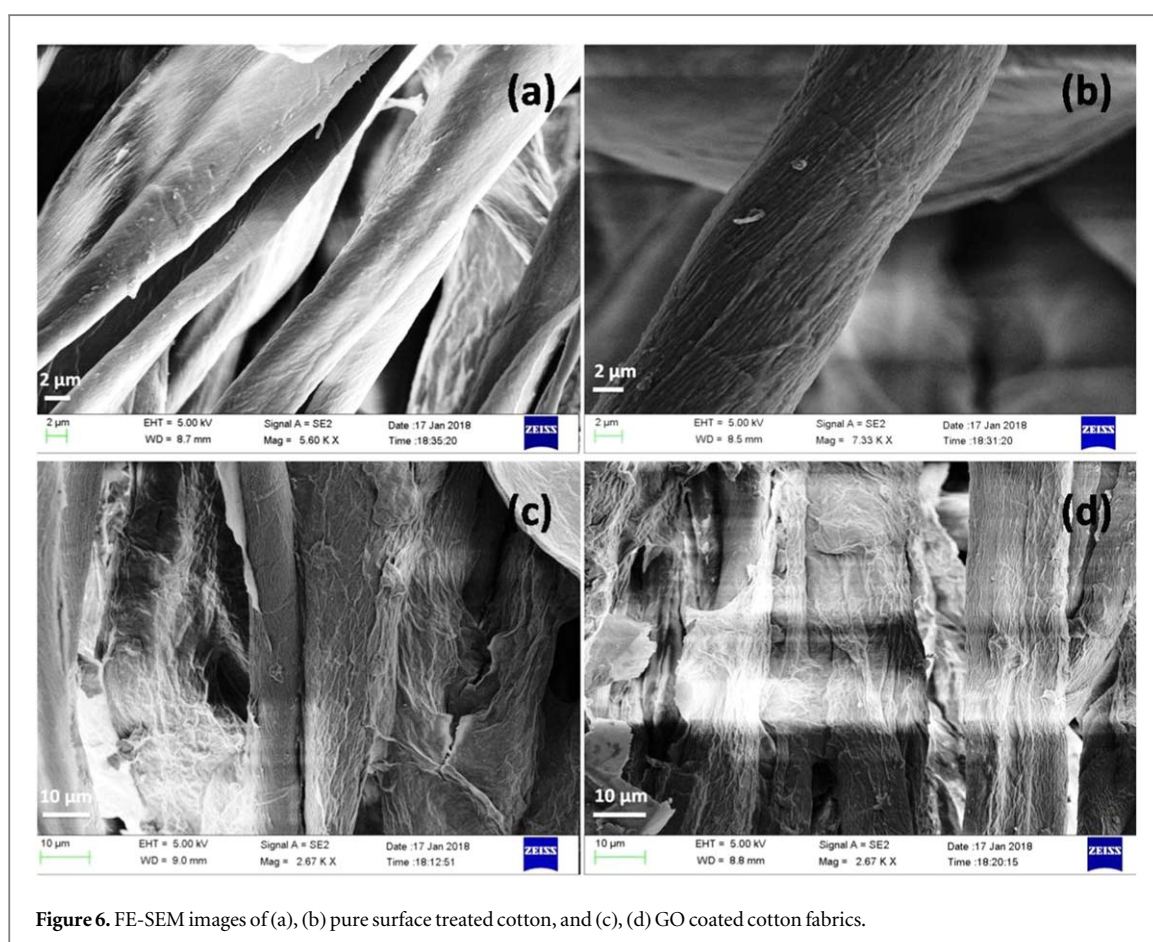 (a)
2 μm
2 μm EHT = 5.00 kV Signal A = SE2 Date :17 Jan 2018
WD = 8.7 mm Mag = 5.60 K X Time :18:35:20
ZEISS
(b)
2 μm
2 μm EHT = 5.00 kV Signal A = SE2 Date :17 Jan 2018
WD = 8.5 mm Mag = 7.33 K X Time :18:31:20
ZEISS
(c)
10 μm
10 μm EHT = 5.00 kV Signal A = SE2 Date :17 Jan 2018
WD = 9.0 mm Mag = 2.67 K X Time :18:12:51
ZEISS
(d)
10 μm
10 μm EHT = 5.00 kV Signal A = SE2 Date :17 Jan 2018
WD = 8.8 mm Mag = 2.67 K X Time :18:20:15
ZEISS
Figure 6. FE-SEM images of (a), (b) pure surface treated cotton, and (c), (d) GO coated cotton fabrics.